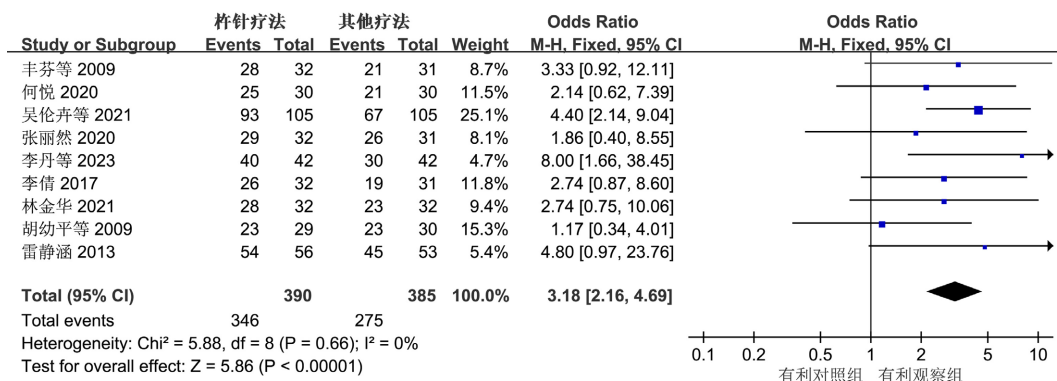 杵针疗法 其他疗法 Odds Ratio Odds Ratio
Study or Subgroup Events Total Events Total Weight M-H, Fixed, 95% CI M-H, Fixed, 95% CI
丰芬等 2009 28 32 21 31 8.7% 3.33 [0.92, 12.11]
何悦 2020 25 30 21 30 11.5% 2.14 [0.62, 7.39]
吴伦卉等 2021 93 105 67 105 25.1% 4.40 [2.14, 9.04]
张丽然 2020 29 32 26 31 8.1% 1.86 [0.40, 8.55]
李丹等 2023 40 42 30 42 4.7% 8.00 [1.66, 38.45]
李倩 2017 26 32 19 31 11.8% 2.74 [0.87, 8.60]
林金华 2021 28 32 23 32 9.4% 2.74 [0.75, 10.06]
胡幼平等 2009 23 29 23 30 15.3% 1.17 [0.34, 4.01]
雷静涵 2013 54 56 45 53 5.4% 4.80 [0.97, 23.76]
Total (95% CI) 390 385 100.0% 3.18 [2.16, 4.69]
Total events 346 275
Heterogeneity: Chi² = 5.88, df = 8 (P = 0.66); I² = 0%
Test for overall effect: Z = 5.86 (P < 0.00001)
0.1 0.2 0.5 1 2 5 10
有利对照组 有利观察组